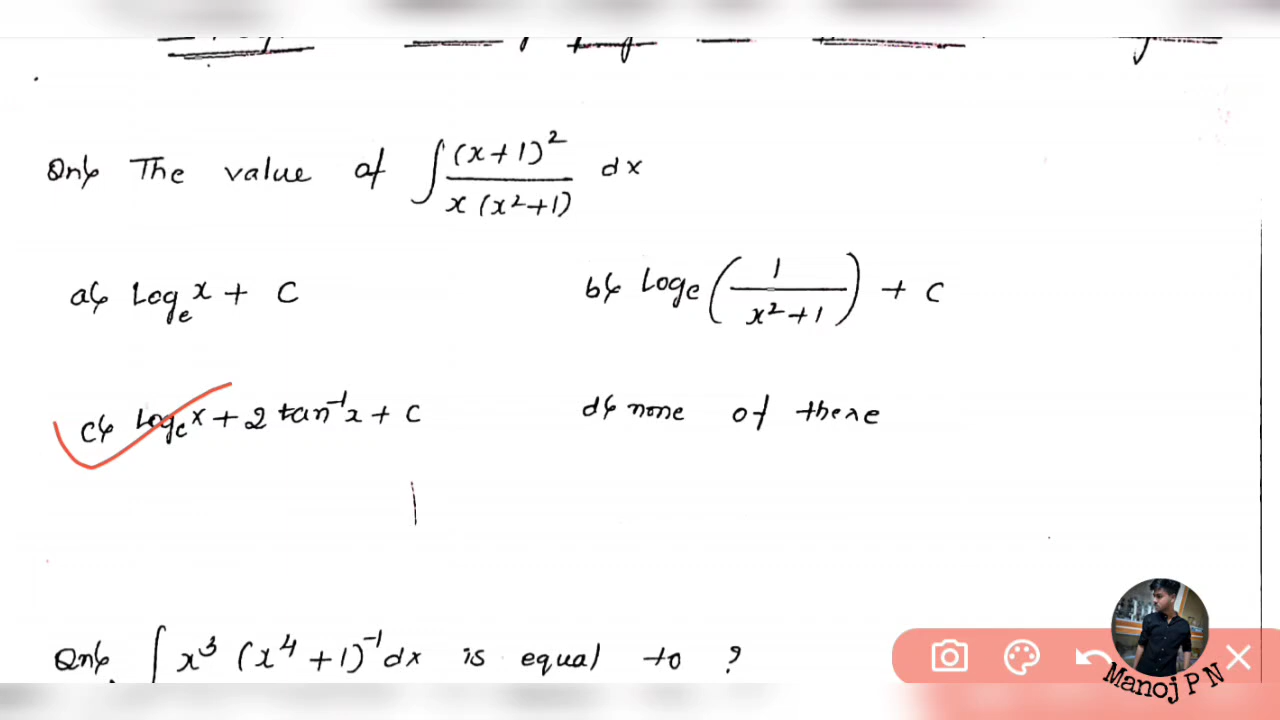 Qn↳ The value of ∫ (x+1)² / x (x²+1) dx
a↳ Logₑ x + C
b↳ Logₑ (1 / x²+1) + C
c↳ Logₑ x + 2 tan⁻¹x + C
d↳ none of these
Qn↳ ∫ x³ (x⁴ +1)⁻¹ dx is equal to ?
Manoj P N